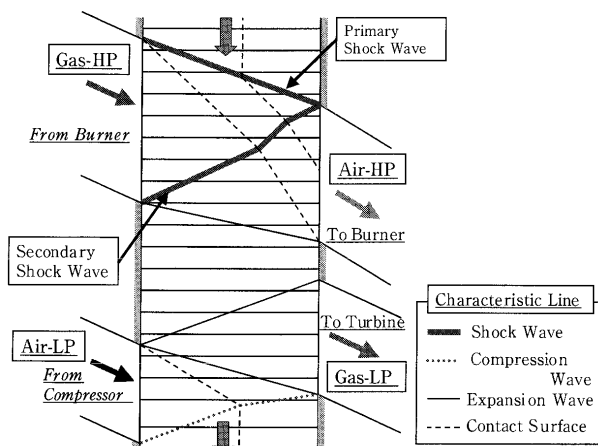 Primary
Shock Wave
Gas-HP
From Burner
Air-HP
To Burner
Secondary
Shock Wave
To Turbine
Air-LP
From
Compressor
Gas-LP
Characteristic Line
Shock Wave
Compression
Wave
Expansion Wave
Contact Surface